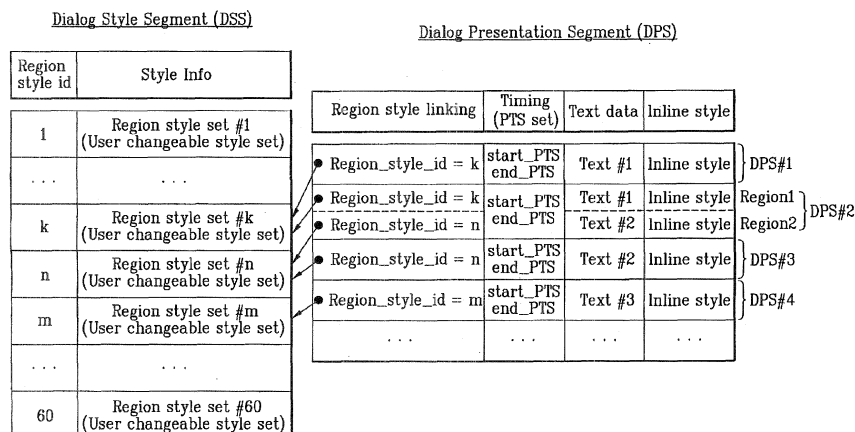 Dialog Style Segment (DSS)
Region style id
Style Info
1
Region style set #1
(User changeable style set)
. . .
. . .
k
Region style set #k
(User changeable style set)
n
Region style set #n
(User changeable style set)
m
Region style set #m
(User changeable style set)
. . .
. . .
60
Region style set #60
(User changeable style set)
Dialog Presentation Segment (DPS)
Region style linking
Timing
(PTS set)
Text data
Inline style
Region_style_id = k
start_PTS
end_PTS
Text #1
Inline style
DPS#1
Region_style_id = k
start_PTS
end_PTS
Text #1
Inline style
Region1
Region_style_id = n
Text #2
Inline style
Region2
DPS#2
Region_style_id = n
start_PTS
end_PTS
Text #2
Inline style
DPS#3
Region_style_id = m
start_PTS
end_PTS
Text #3
Inline style
DPS#4
. . .
. . .
. . .
. . .